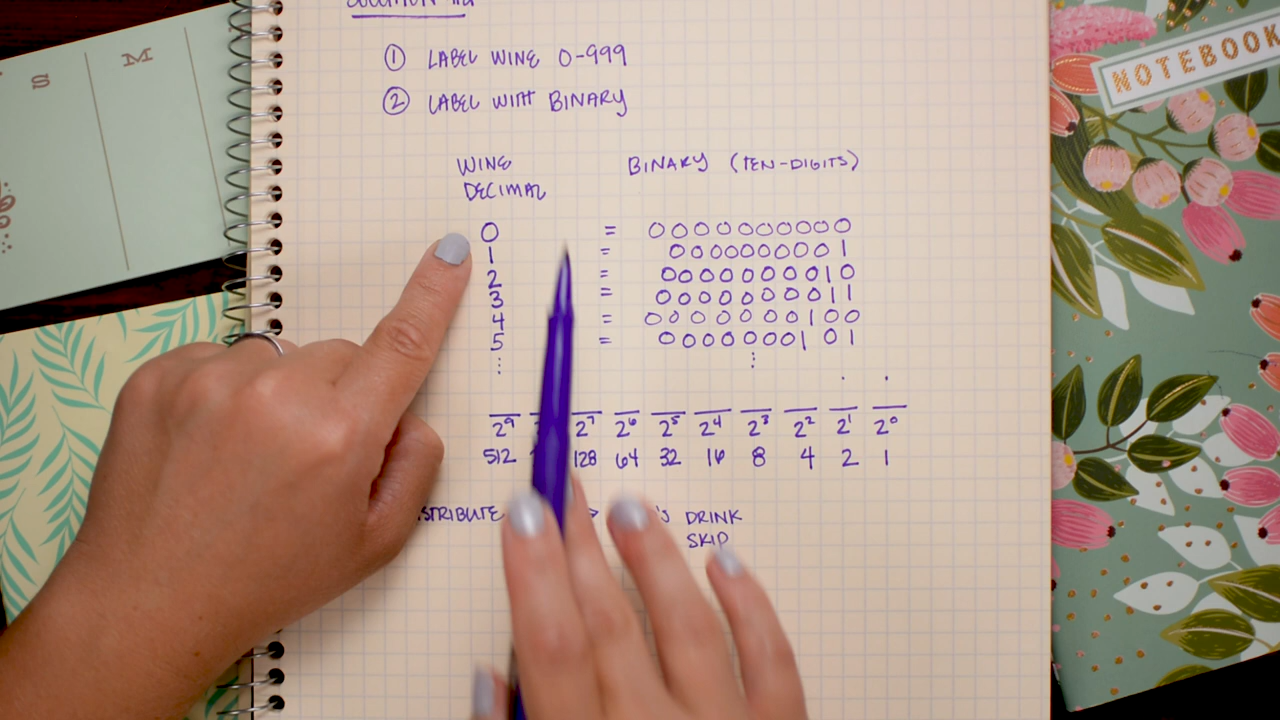 S M
NOTEBOOK
① LABEL WINE 0-999
② LABEL WITH BINARY
WINE DECIMAL BINARY (TEN-DIGITS)
0 = 0000000000
1 = 0000000001
2 = 0000000010
3 = 0000000011
4 = 0000000100
5 = 0000000101
⋮ ⋮
2⁹ 2⁷ 2⁶ 2⁵ 2⁴ 2³ 2² 2¹ 2⁰
512 128 64 32 16 8 4 2 1
DRINK
SKIP